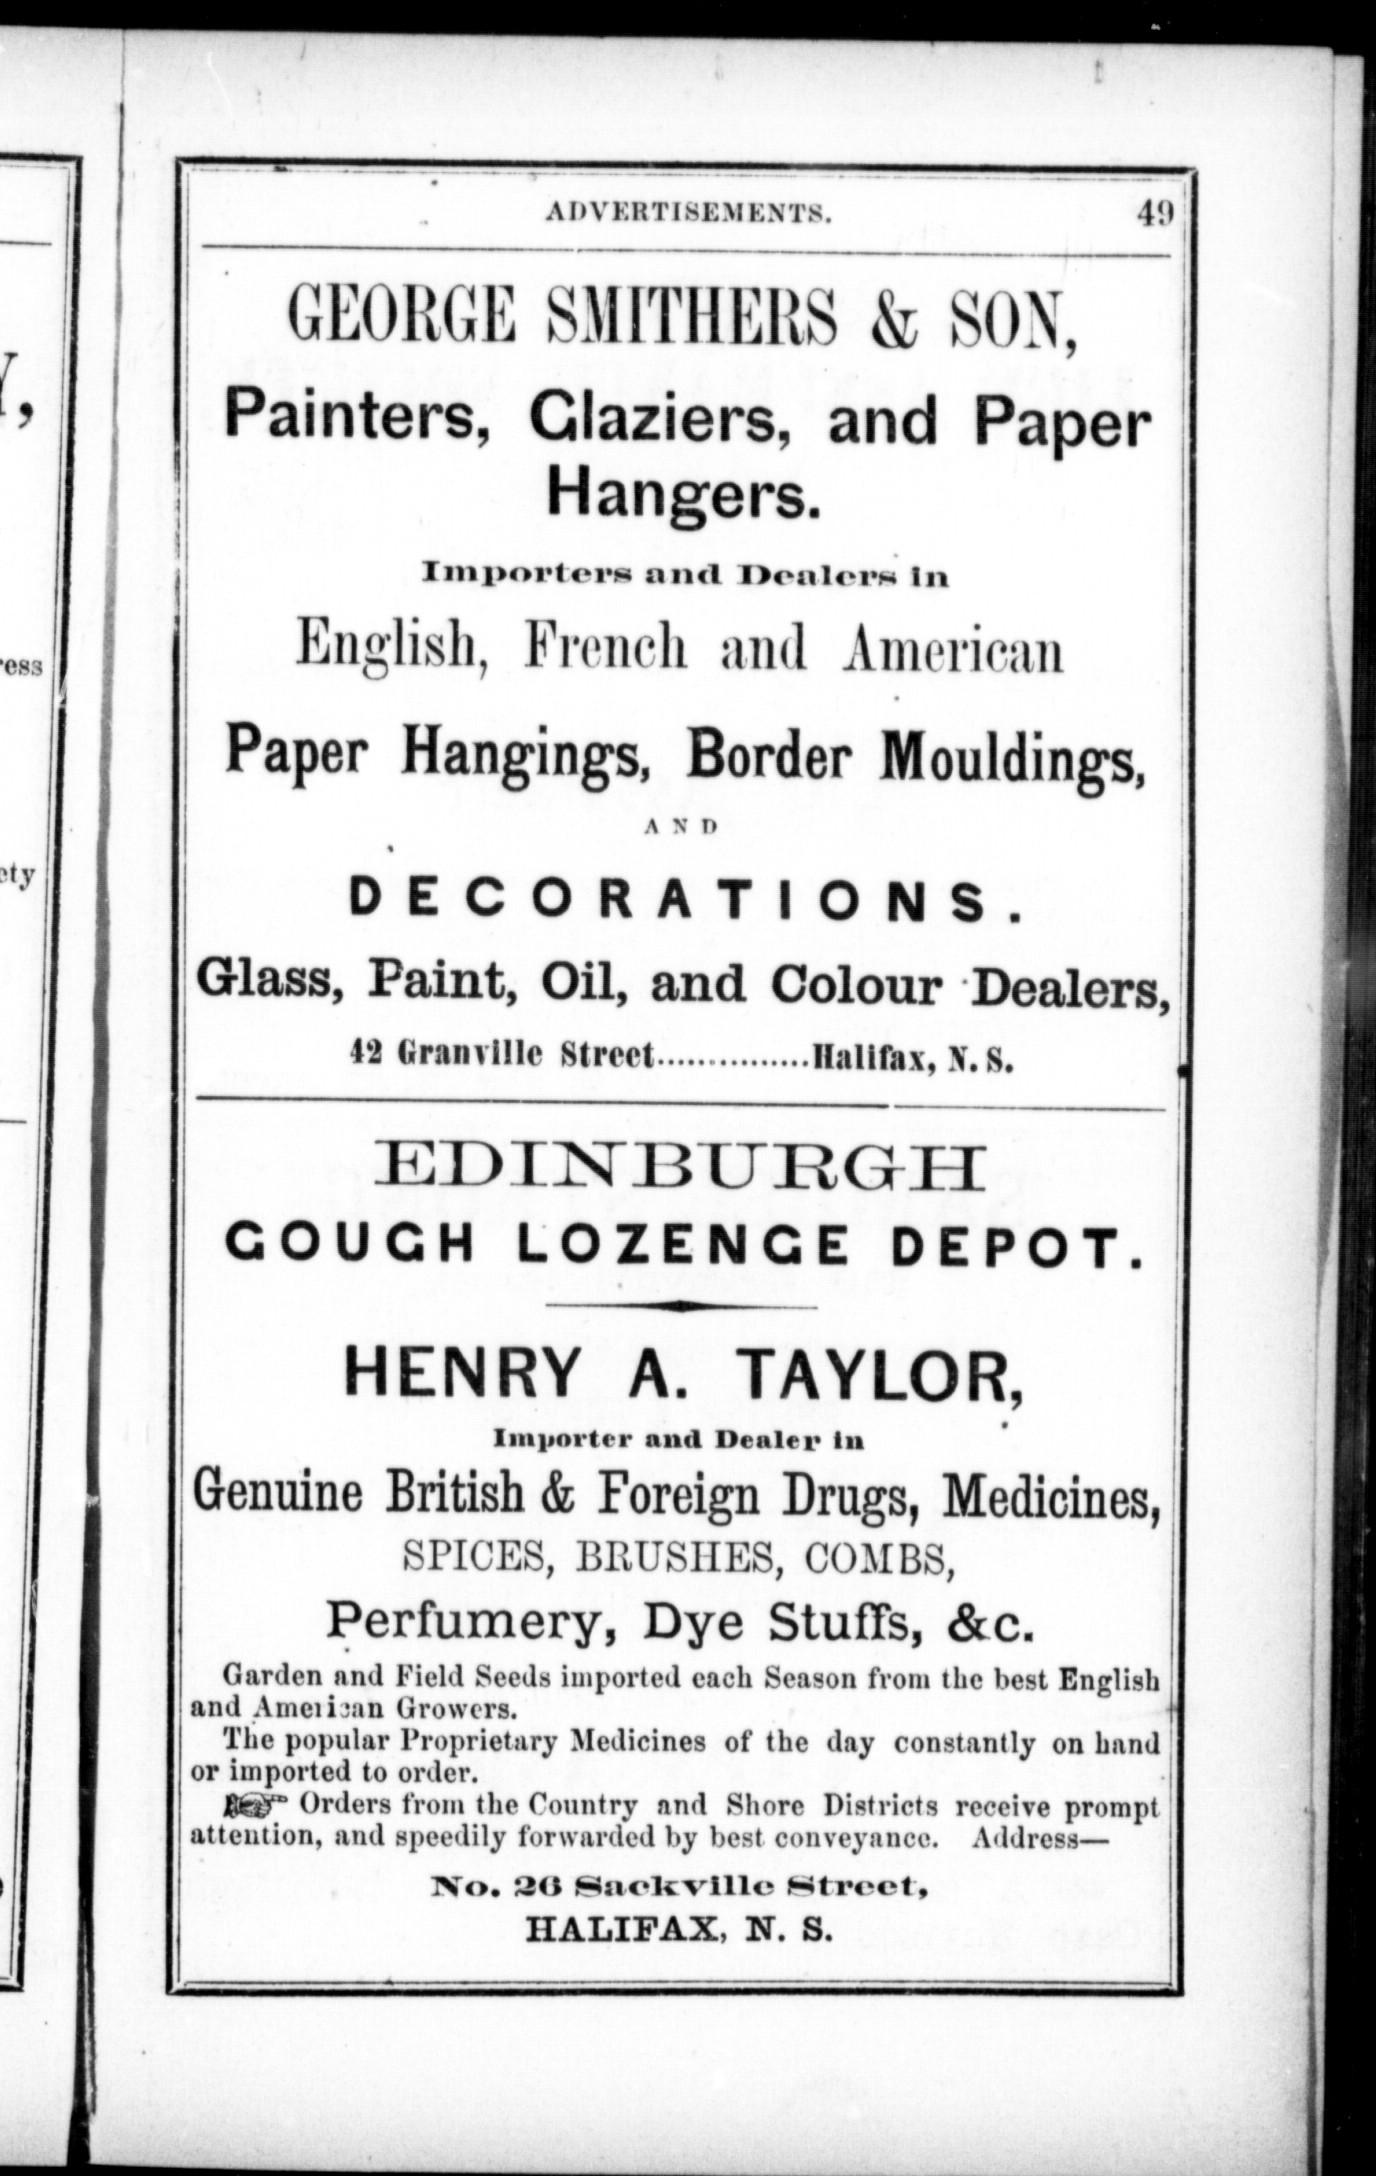 ADVERTISEMENTS. 49
GEORGE SMITHERS & SON,
Painters, Glaziers, and Paper
Hangers.
Importers and Dealers in
English, French and American
Paper Hangings, Border Mouldings,
AND
DECORATIONS.
Glass, Paint, Oil, and Colour Dealers,
42 Granville Street...............Halifax, N. S.
EDINBURGH
COUGH LOZENGE DEPOT.
HENRY A. TAYLOR,
Importer and Dealer in
Genuine British & Foreign Drugs, Medicines,
SPICES, BRUSHES, COMBS,
Perfumery, Dye Stuffs, &c.
Garden and Field Seeds imported each Season from the best English
and American Growers.
The popular Proprietary Medicines of the day constantly on hand
or imported to order.
☞ Orders from the Country and Shore Districts receive prompt
attention, and speedily forwarded by best conveyance. Address—
No. 26 Sackville Street,
HALIFAX, N. S.